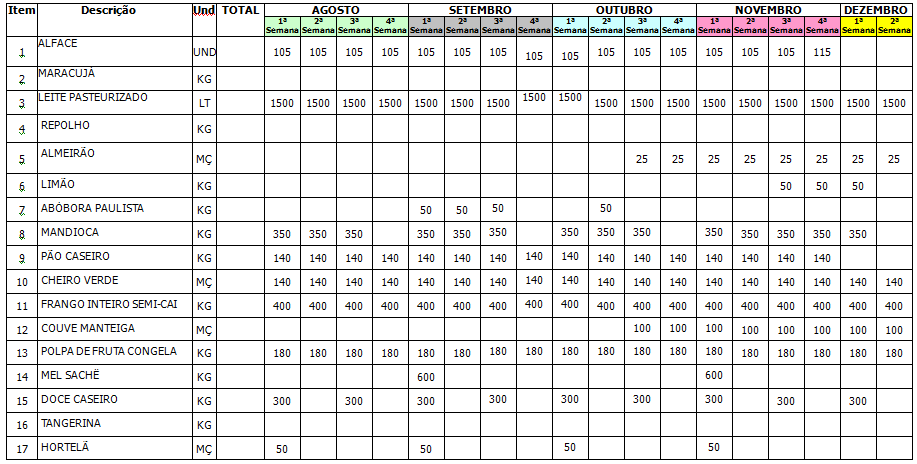 Item Descrição Und TOTAL AGOSTO SETEMBRO OUTUBRO NOVEMBRO DEZEMBRO
1ª Semana 2ª Semana 3ª Semana 4ª Semana 1ª Semana 2ª Semana 3ª Semana 4ª Semana 1ª Semana 2ª Semana 3ª Semana 4ª Semana 1ª Semana 2ª Semana 3ª Semana 4ª Semana 1ª Semana 2ª Semana
1 ALFACE UND 105 105 105 105 105 105 105 105 105 105 105 105 105 105 105 115
2 MARACUJÁ KG
3 LEITE PASTEURIZADO LT 1500 1500 1500 1500 1500 1500 1500 1500 1500 1500 1500 1500 1500 1500 1500 1500 1500 1500
4 REPOLHO KG
5 ALMEIRÃO MÇ 25 25 25 25 25 25 25 25
6 LIMÃO KG 50 50 50
7 ABÓBORA PAULISTA KG 50 50 50 50
8 MANDIOCA KG 350 350 350 350 350 350 350 350 350 350 350 350 350 350
9 PÃO CASEIRO KG 140 140 140 140 140 140 140 140 140 140 140 140 140 140 140 140
10 CHEIRO VERDE MÇ 140 140 140 140 140 140 140 140 140 140 140 140 140 140 140 140 140 140
11 FRANGO INTEIRO SEMI-CAI KG 400 400 400 400 400 400 400 400 400 400 400 400 400 400 400 400 400 400
12 COUVE MANTEIGA MÇ 100 100 100 100 100 100 100 100
13 POLPA DE FRUTA CONGELA KG 180 180 180 180 180 180 180 180 180 180 180 180 180 180 180 180 180 180
14 MEL SACHË KG 600 600
15 DOCE CASEIRO KG 300 300 300 300 300 300 300 300 300
16 TANGERINA KG
17 HORTELÃ MÇ 50 50 50 50